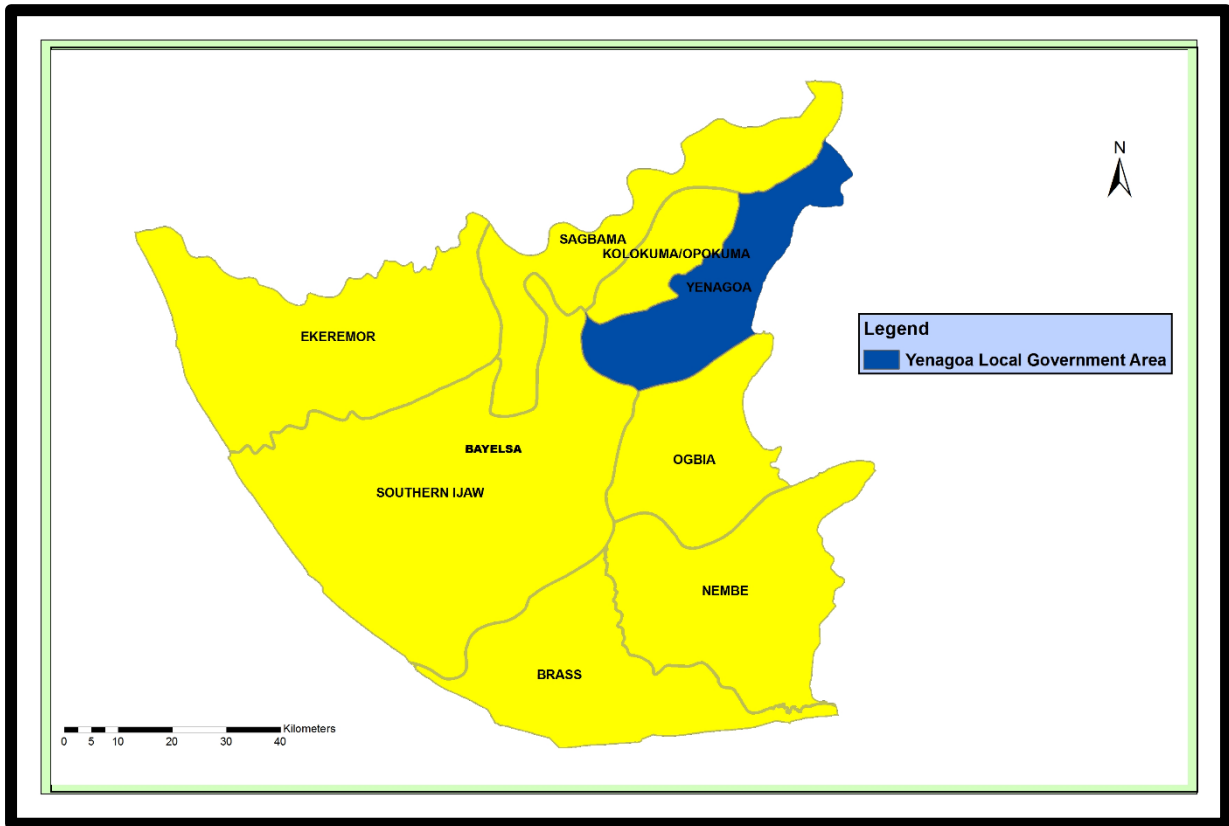 N
SAGBAMA
KOLOKUMA/OPOKUMA
YENAGOA
EKEREMOR
Legend
Yenagoa Local Government Area
BAYELSA
OGBIA
SOUTHERN IJAW
NEMBE
BRASS
Kilometers
0 5 10 20 30 40